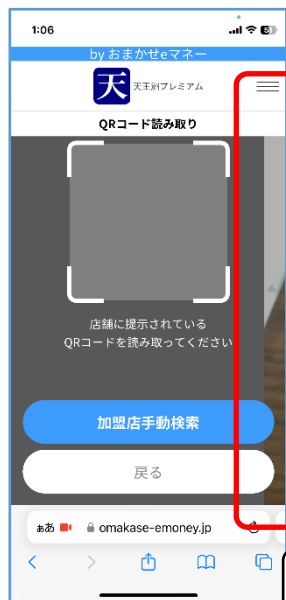 1:06
by おまかせeマネー
天 天王洲プレミアム
QRコード読み取り
店舗に提示されている
QRコードを読み取ってください
加盟店手動検索
戻る
ぁあ omakase-emoney.jp